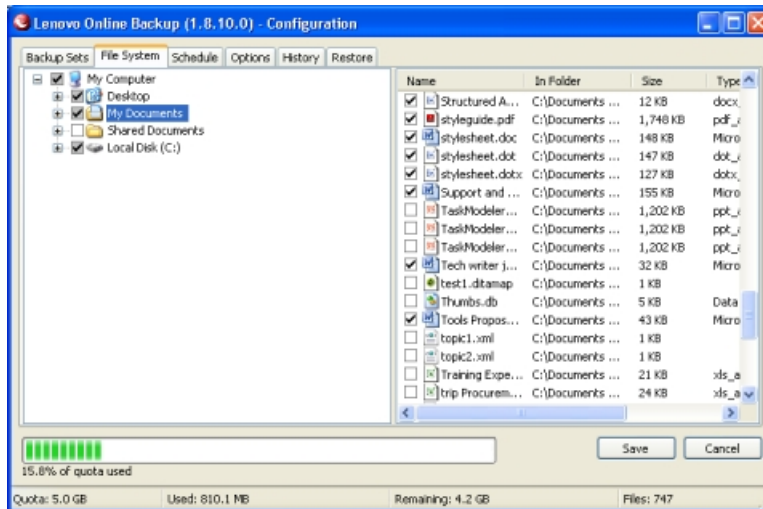 Lenovo Online Backup (1.8.10.0) - Configuration
Backup Sets File System Schedule Options History Restore
My Computer
Desktop
My Documents
Shared Documents
Local Disk (C:)
Name In Folder Size Type
Structured A... C:\Documents ... 12 KB docx_
styleguide.pdf C:\Documents ... 1,748 KB pdf_a
stylesheet.doc C:\Documents ... 148 KB Micro
stylesheet.dot C:\Documents ... 147 KB dot_a
stylesheet.dotx C:\Documents ... 127 KB dotx_
Support and ... C:\Documents ... 155 KB Micro
TaskModeler... C:\Documents ... 1,202 KB ppt_a
TaskModeler... C:\Documents ... 1,202 KB ppt_a
TaskModeler... C:\Documents ... 1,202 KB ppt_a
Tech writer j... C:\Documents ... 32 KB Micro
test1.ditamap C:\Documents ... 1 KB
Thumbs.db C:\Documents ... 5 KB Data
Tools Propos... C:\Documents ... 43 KB Micro
topic1.xml C:\Documents ... 1 KB
topic2.xml C:\Documents ... 1 KB
Training Expe... C:\Documents ... 21 KB xls_a
trip Procurem... C:\Documents ... 24 KB xls_a
Save Cancel
15.8% of quota used
Quota: 5.0 GB Used: 810.1 MB Remaining: 4.2 GB Files: 747